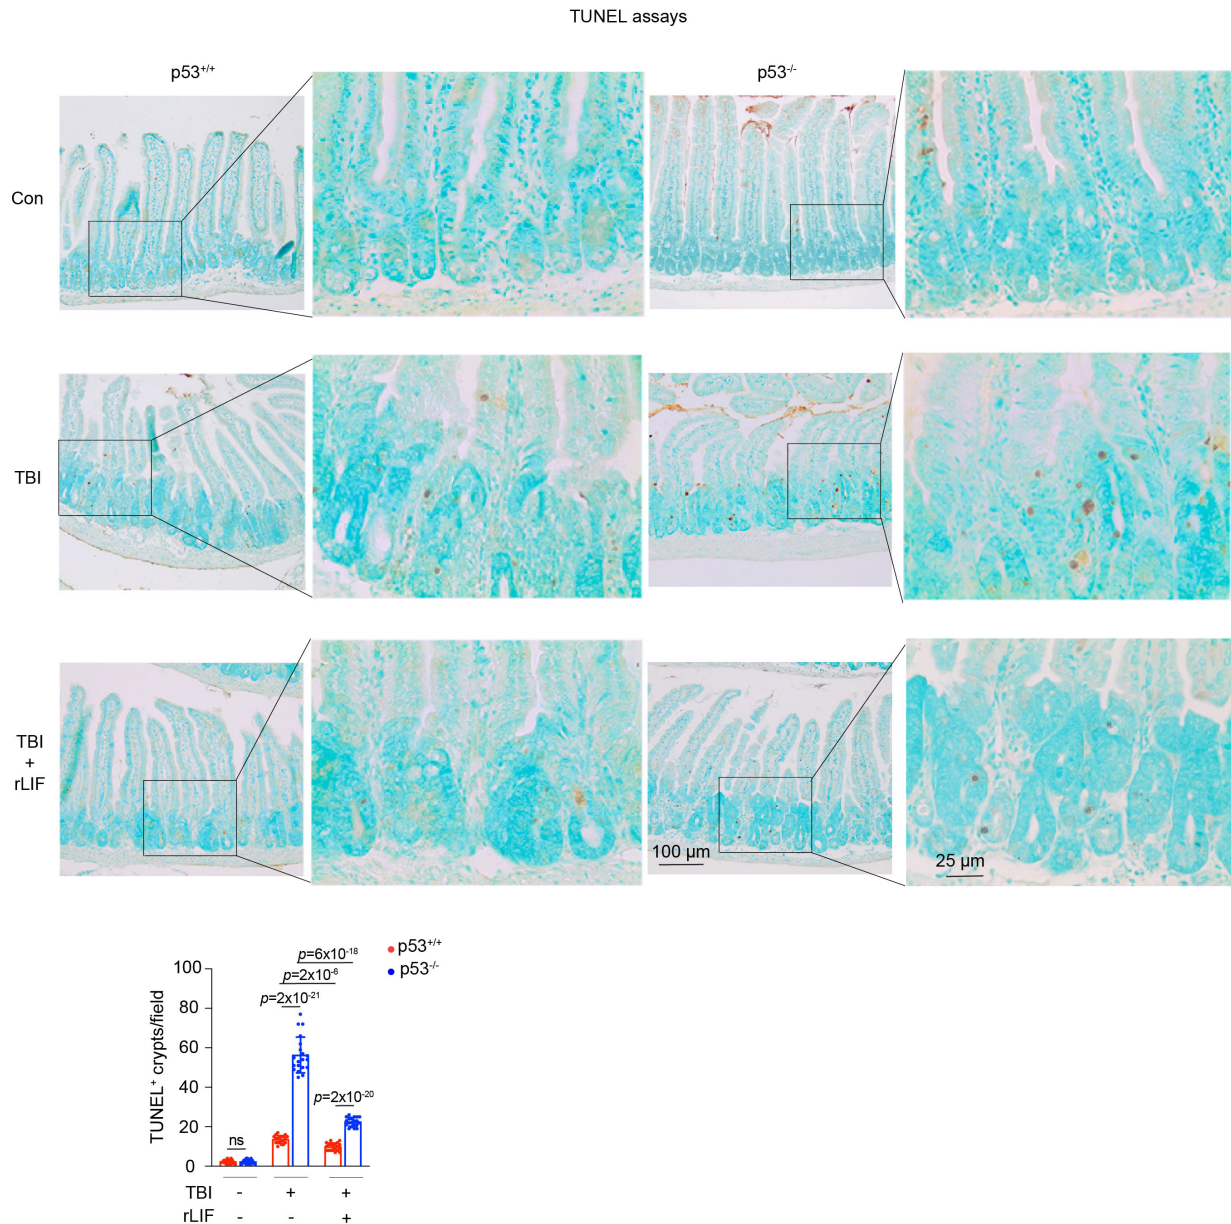 TUNEL assays
p53+/+
p53-/-
Con
TBI
TBI
+
rLIF
100 µm
25 µm
p=6x10-18
p=2x10-6
p=2x10-21
p=2x10-20
ns
p53+/+
p53-/-
TUNEL+ crypts/field
100
80
60
40
20
0
TBI - + +
rLIF - - +